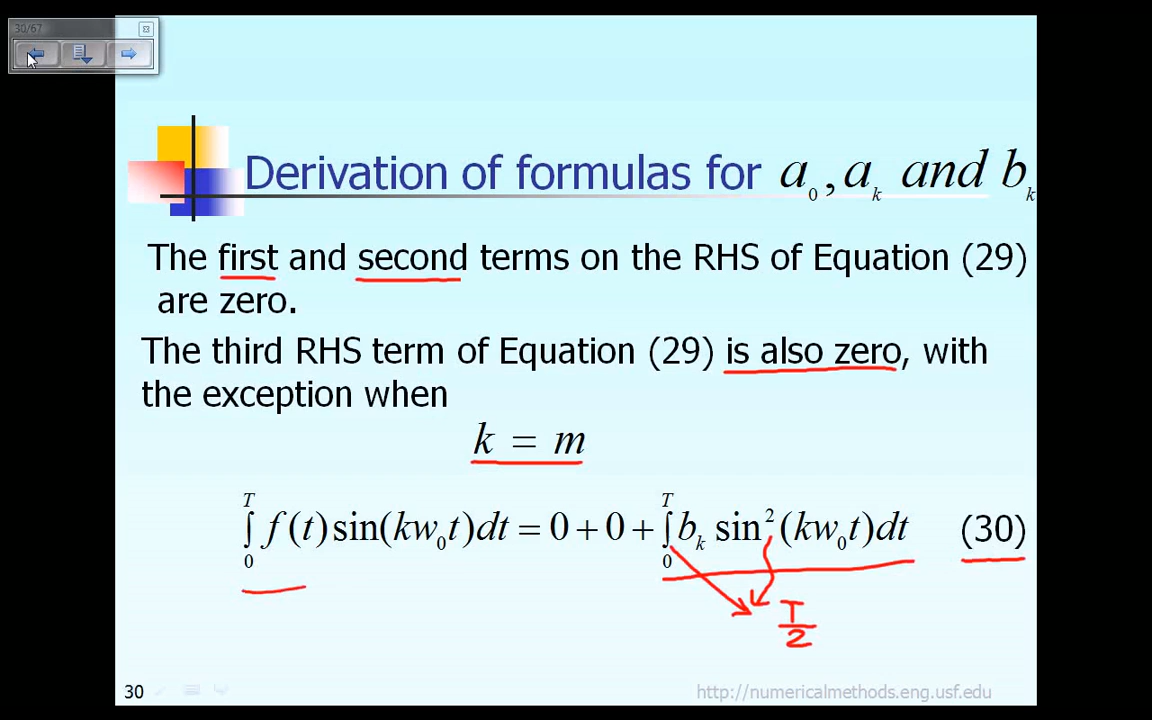 30/67
Derivation of formulas for a₀, aₖ and bₖ
The first and second terms on the RHS of Equation (29)
are zero.
The third RHS term of Equation (29) is also zero, with
the exception when
k = m
∫₀ᵀ f(t) sin(kw₀t)dt = 0 + 0 + ∫₀ᵀ bₖ sin²(kw₀t)dt (30)
T/2
30
http://numericalmethods.eng.usf.edu